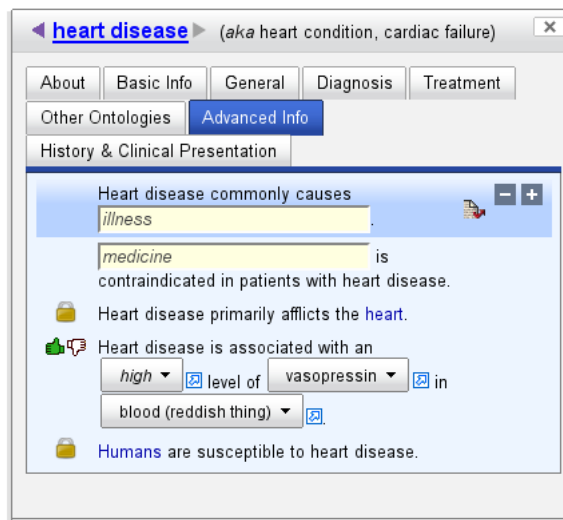 heart disease (aka heart condition, cardiac failure)
About Basic Info General Diagnosis Treatment
Other Ontologies Advanced Info
History & Clinical Presentation
Heart disease commonly causes
illness .
medicine is
contraindicated in patients with heart disease.
Heart disease primarily afflicts the heart.
Heart disease is associated with an
high level of vasopressin in
blood (reddish thing) .
Humans are susceptible to heart disease.